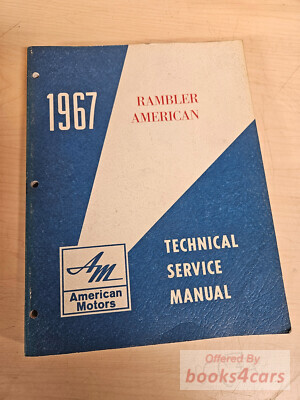 1967
RAMBLER
AMERICAN
AM
American
Motors
TECHNICAL
SERVICE
MANUAL
Offered By
books4cars